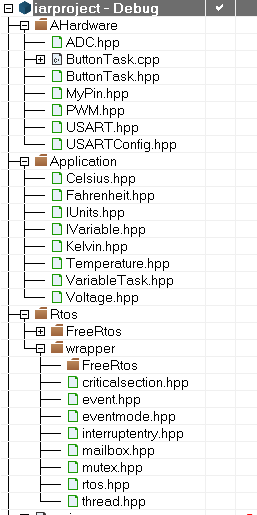 iarproject - Debug
AHardware
ADC.hpp
ButtonTask.cpp
ButtonTask.hpp
MyPin.hpp
PWM.hpp
USART.hpp
USARTConfig.hpp
Application
Celsius.hpp
Fahrenheit.hpp
IUnits.hpp
IVariable.hpp
Kelvin.hpp
Temperature.hpp
VariableTask.hpp
Voltage.hpp
Rtos
FreeRtos
wrapper
FreeRtos
criticalsection.hpp
event.hpp
eventmode.hpp
interruptentry.hpp
mailbox.hpp
mutex.hpp
rtos.hpp
thread.hpp